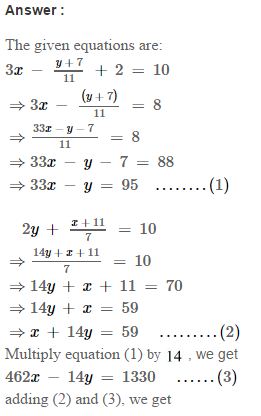 Answer :
The given equations are:
3x − (y + 7)/11 + 2 = 10
⇒ 3x − ((y + 7))/11 = 8
⇒ (33x − y − 7)/11 = 8
⇒ 33x − y − 7 = 88
⇒ 33x − y = 95 ........(1)
2y + (x + 11)/7 = 10
⇒ (14y + x + 11)/7 = 10
⇒ 14y + x + 11 = 70
⇒ 14y + x = 59
⇒ x + 14y = 59 .........(2)
Multiply equation (1) by 14 , we get
462x − 14y = 1330 ......(3)
adding (2) and (3), we get